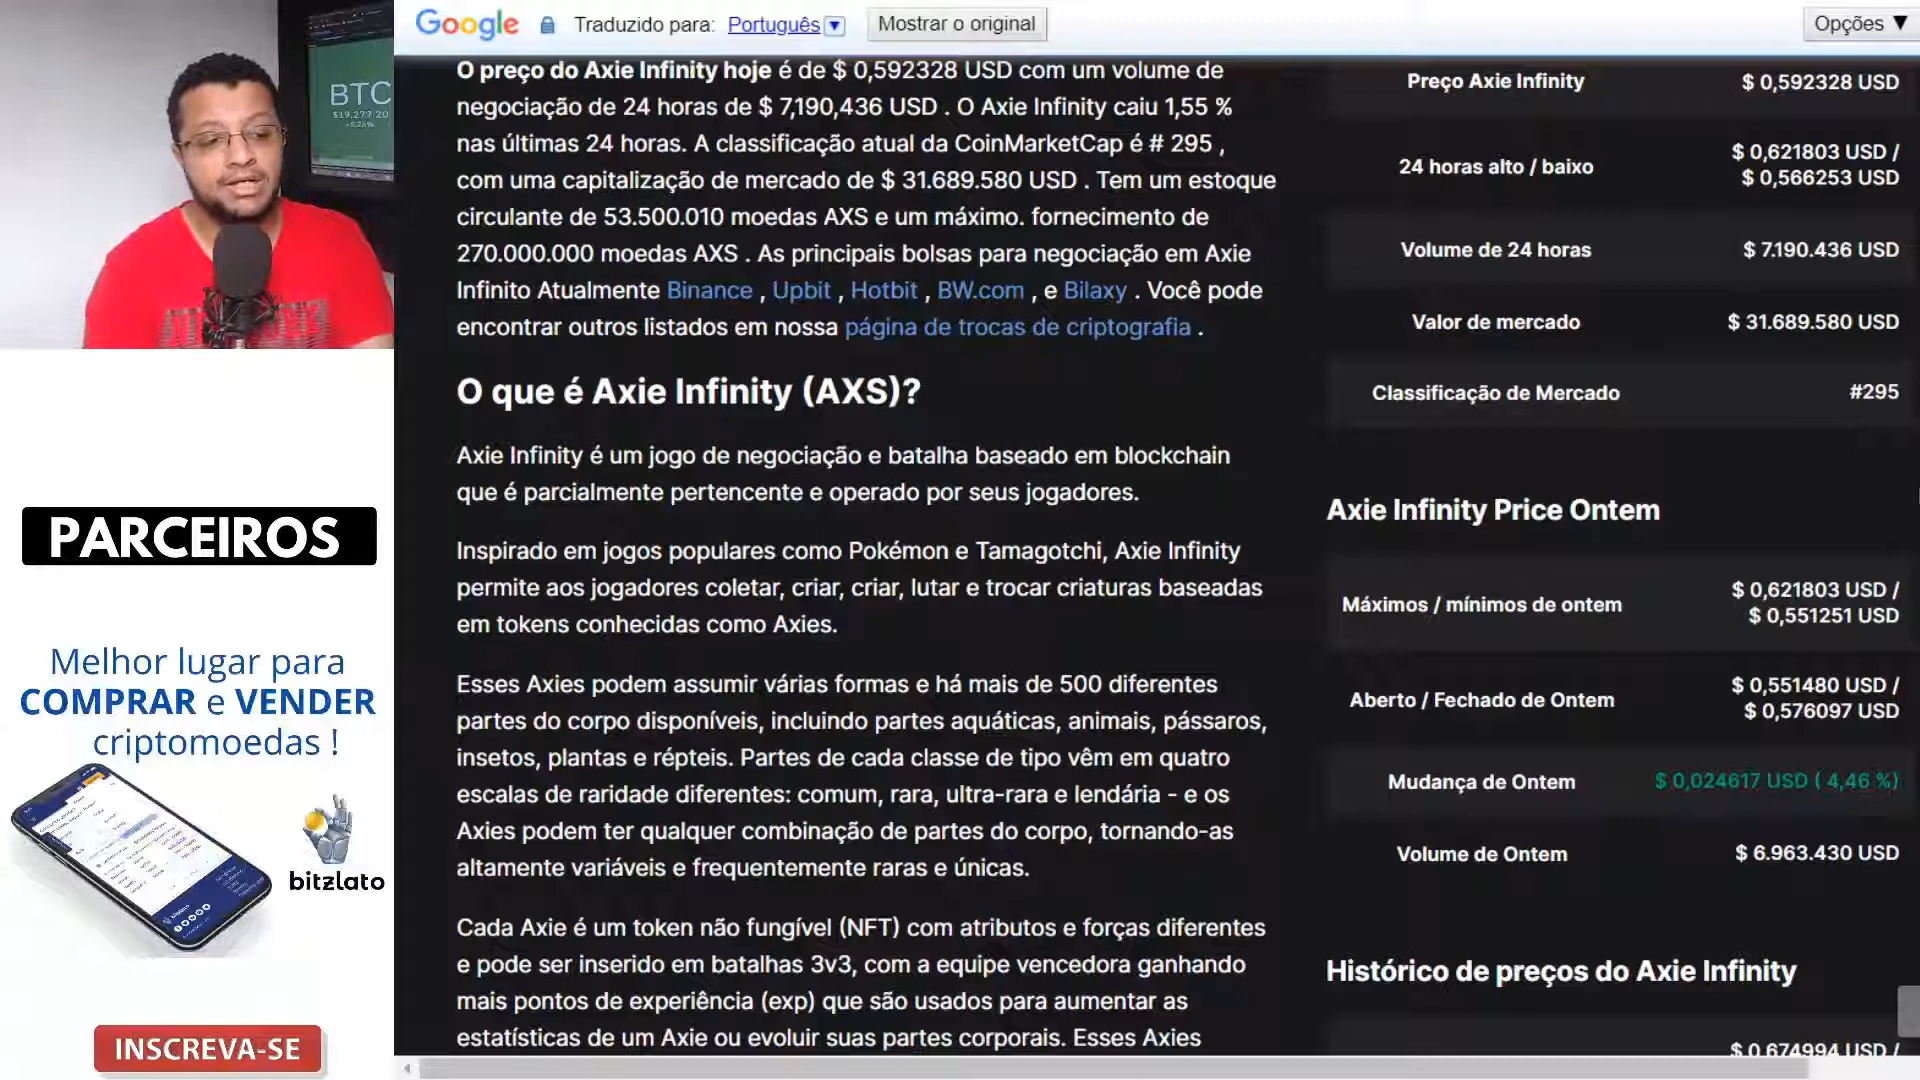 Google Traduzido para: Português Mostrar o original Opções
BTC
$19,277.20
O preço do Axie Infinity hoje é de $ 0,592328 USD com um volume de
negociação de 24 horas de $ 7,190,436 USD . O Axie Infinity caiu 1,55 %
nas últimas 24 horas. A classificação atual da CoinMarketCap é # 295 ,
com uma capitalização de mercado de $ 31.689.580 USD . Tem um estoque
circulante de 53.500.010 moedas AXS e um máximo. fornecimento de
270.000.000 moedas AXS . As principais bolsas para negociação em Axie
Infinito Atualmente Binance , Upbit , Hotbit , BW.com , e Bilaxy . Você pode
encontrar outros listados em nossa página de trocas de criptografia .
O que é Axie Infinity (AXS)?
Axie Infinity é um jogo de negociação e batalha baseado em blockchain
que é parcialmente pertencente e operado por seus jogadores.
Inspirado em jogos populares como Pokémon e Tamagotchi, Axie Infinity
permite aos jogadores coletar, criar, criar, lutar e trocar criaturas baseadas
em tokens conhecidas como Axies.
Esses Axies podem assumir várias formas e há mais de 500 diferentes
partes do corpo disponíveis, incluindo partes aquáticas, animais, pássaros,
insetos, plantas e répteis. Partes de cada classe de tipo vêm em quatro
escalas de raridade diferentes: comum, rara, ultra-rara e lendária - e os
Axies podem ter qualquer combinação de partes do corpo, tornando-as
altamente variáveis e frequentemente raras e únicas.
Cada Axie é um token não fungível (NFT) com atributos e forças diferentes
e pode ser inserido em batalhas 3v3, com a equipe vencedora ganhando
mais pontos de experiência (exp) que são usados para aumentar as
estatísticas de um Axie ou evoluir suas partes corporais. Esses Axies
Preço Axie Infinity $ 0,592328 USD
24 horas alto / baixo $ 0,621803 USD /
$ 0,566253 USD
Volume de 24 horas $ 7.190.436 USD
Valor de mercado $ 31.689.580 USD
Classificação de Mercado #295
Axie Infinity Price Ontem
Máximos / mínimos de ontem $ 0,621803 USD /
$ 0,551251 USD
Aberto / Fechado de Ontem $ 0,551480 USD /
$ 0,576097 USD
Mudança de Ontem $ 0,024617 USD ( 4,46 %)
Volume de Ontem $ 6.963.430 USD
Histórico de preços do Axie Infinity
$ 0,674994 USD /
PARCEIROS
Melhor lugar para
COMPRAR e VENDER
criptomoedas !
bitzlato
INSCREVA-SE